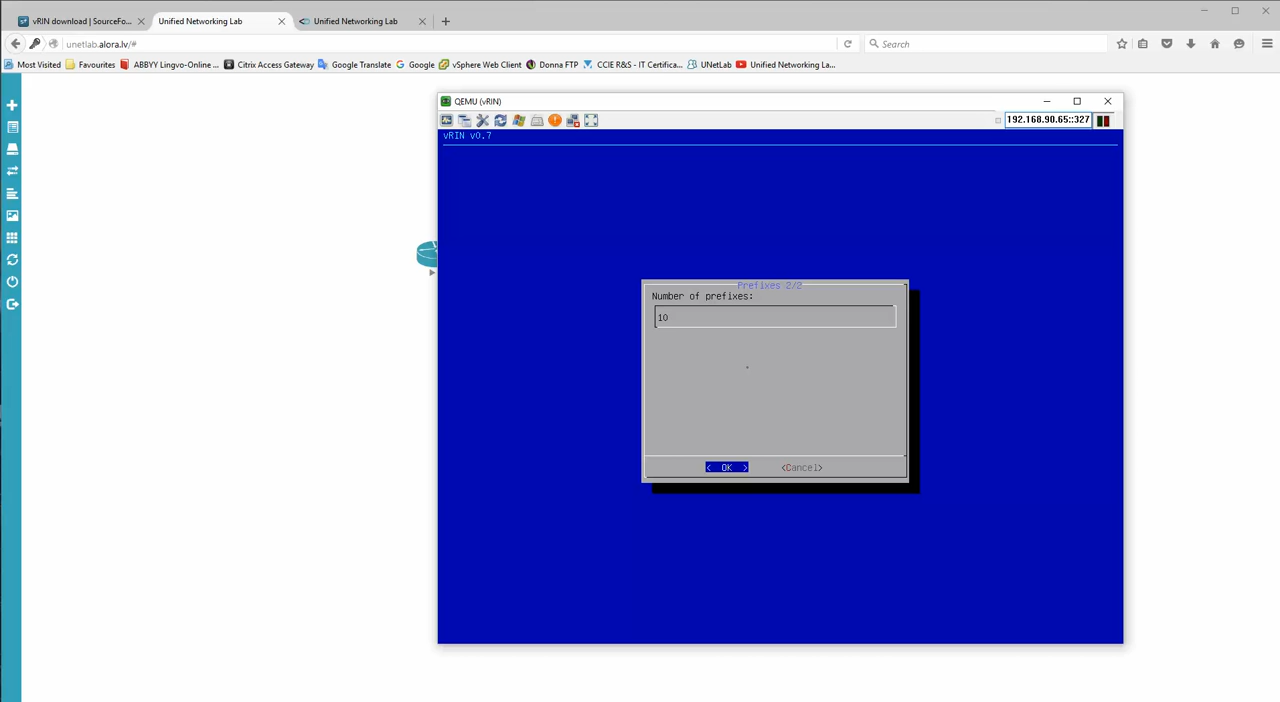 vRIN download | SourceFo...
Unified Networking Lab
Unified Networking Lab
unetlab.alora.lv/#
Search
Most Visited
Favourites
ABBYY Lingvo-Online ...
Citrix Access Gateway
Google Translate
Google
vSphere Web Client
Donna FTP
CCIE R&S - IT Certifica...
UNetLab
Unified Networking La...
QEMU (vRIN)
192.168.90.65::327
vRIN v0.7
Prefixes 2/2
Number of prefixes:
10
< OK >
<Cancel>